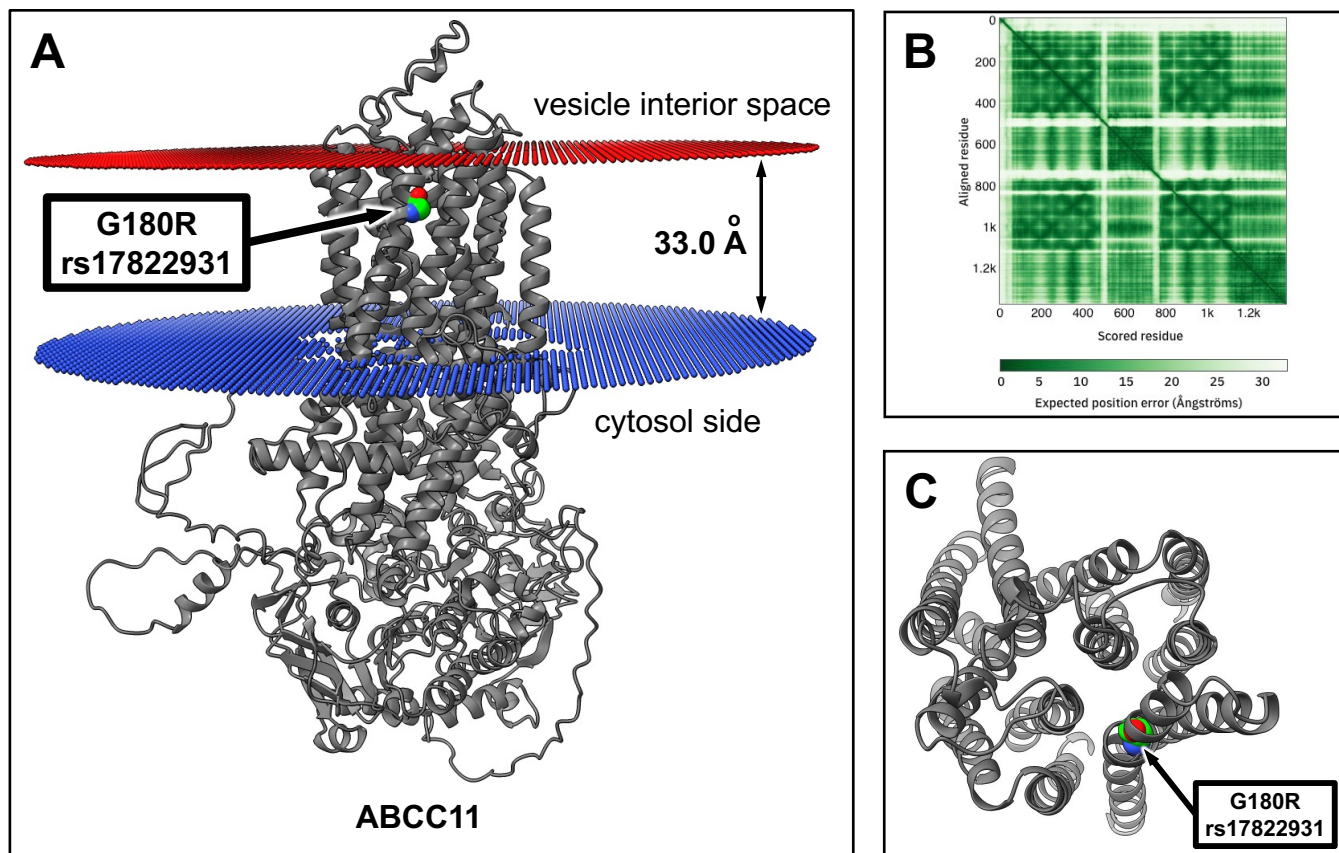 A
vesicle interior space
G180R
rs17822931
33.0 Å
cytosol side
ABCC11
B
0
200
400
600
800
1k
1.2k
Aligned residue
0 200 400 600 800 1k 1.2k
Scored residue
0 5 10 15 20 25 30
Expected position error (Ångströms)
C
G180R
rs17822931